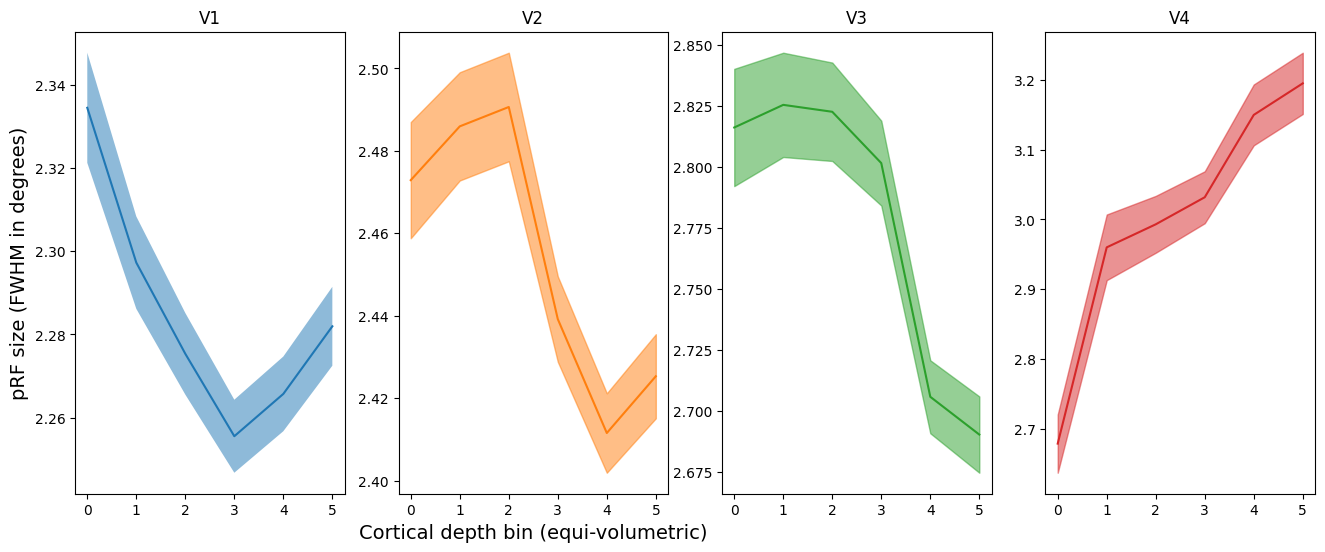 V1
V2
V3
V4
pRF size (FWHM in degrees)
2.34
2.32
2.30
2.28
2.26
0 1 2 3 4 5
2.50
2.48
2.46
2.44
2.42
2.40
0 1 2 3 4 5
2.850
2.825
2.800
2.775
2.750
2.725
2.700
2.675
0 1 2 3 4 5
3.2
3.1
3.0
2.9
2.8
2.7
0 1 2 3 4 5
Cortical depth bin (equi-volumetric)